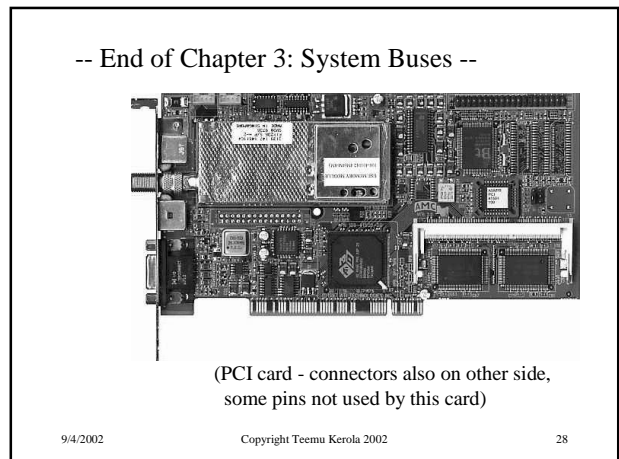 -- End of Chapter 3: System Buses --
AMC
(PCI card - connectors also on other side,
some pins not used by this card)
9/4/2002
Copyright Teemu Kerola 2002
28